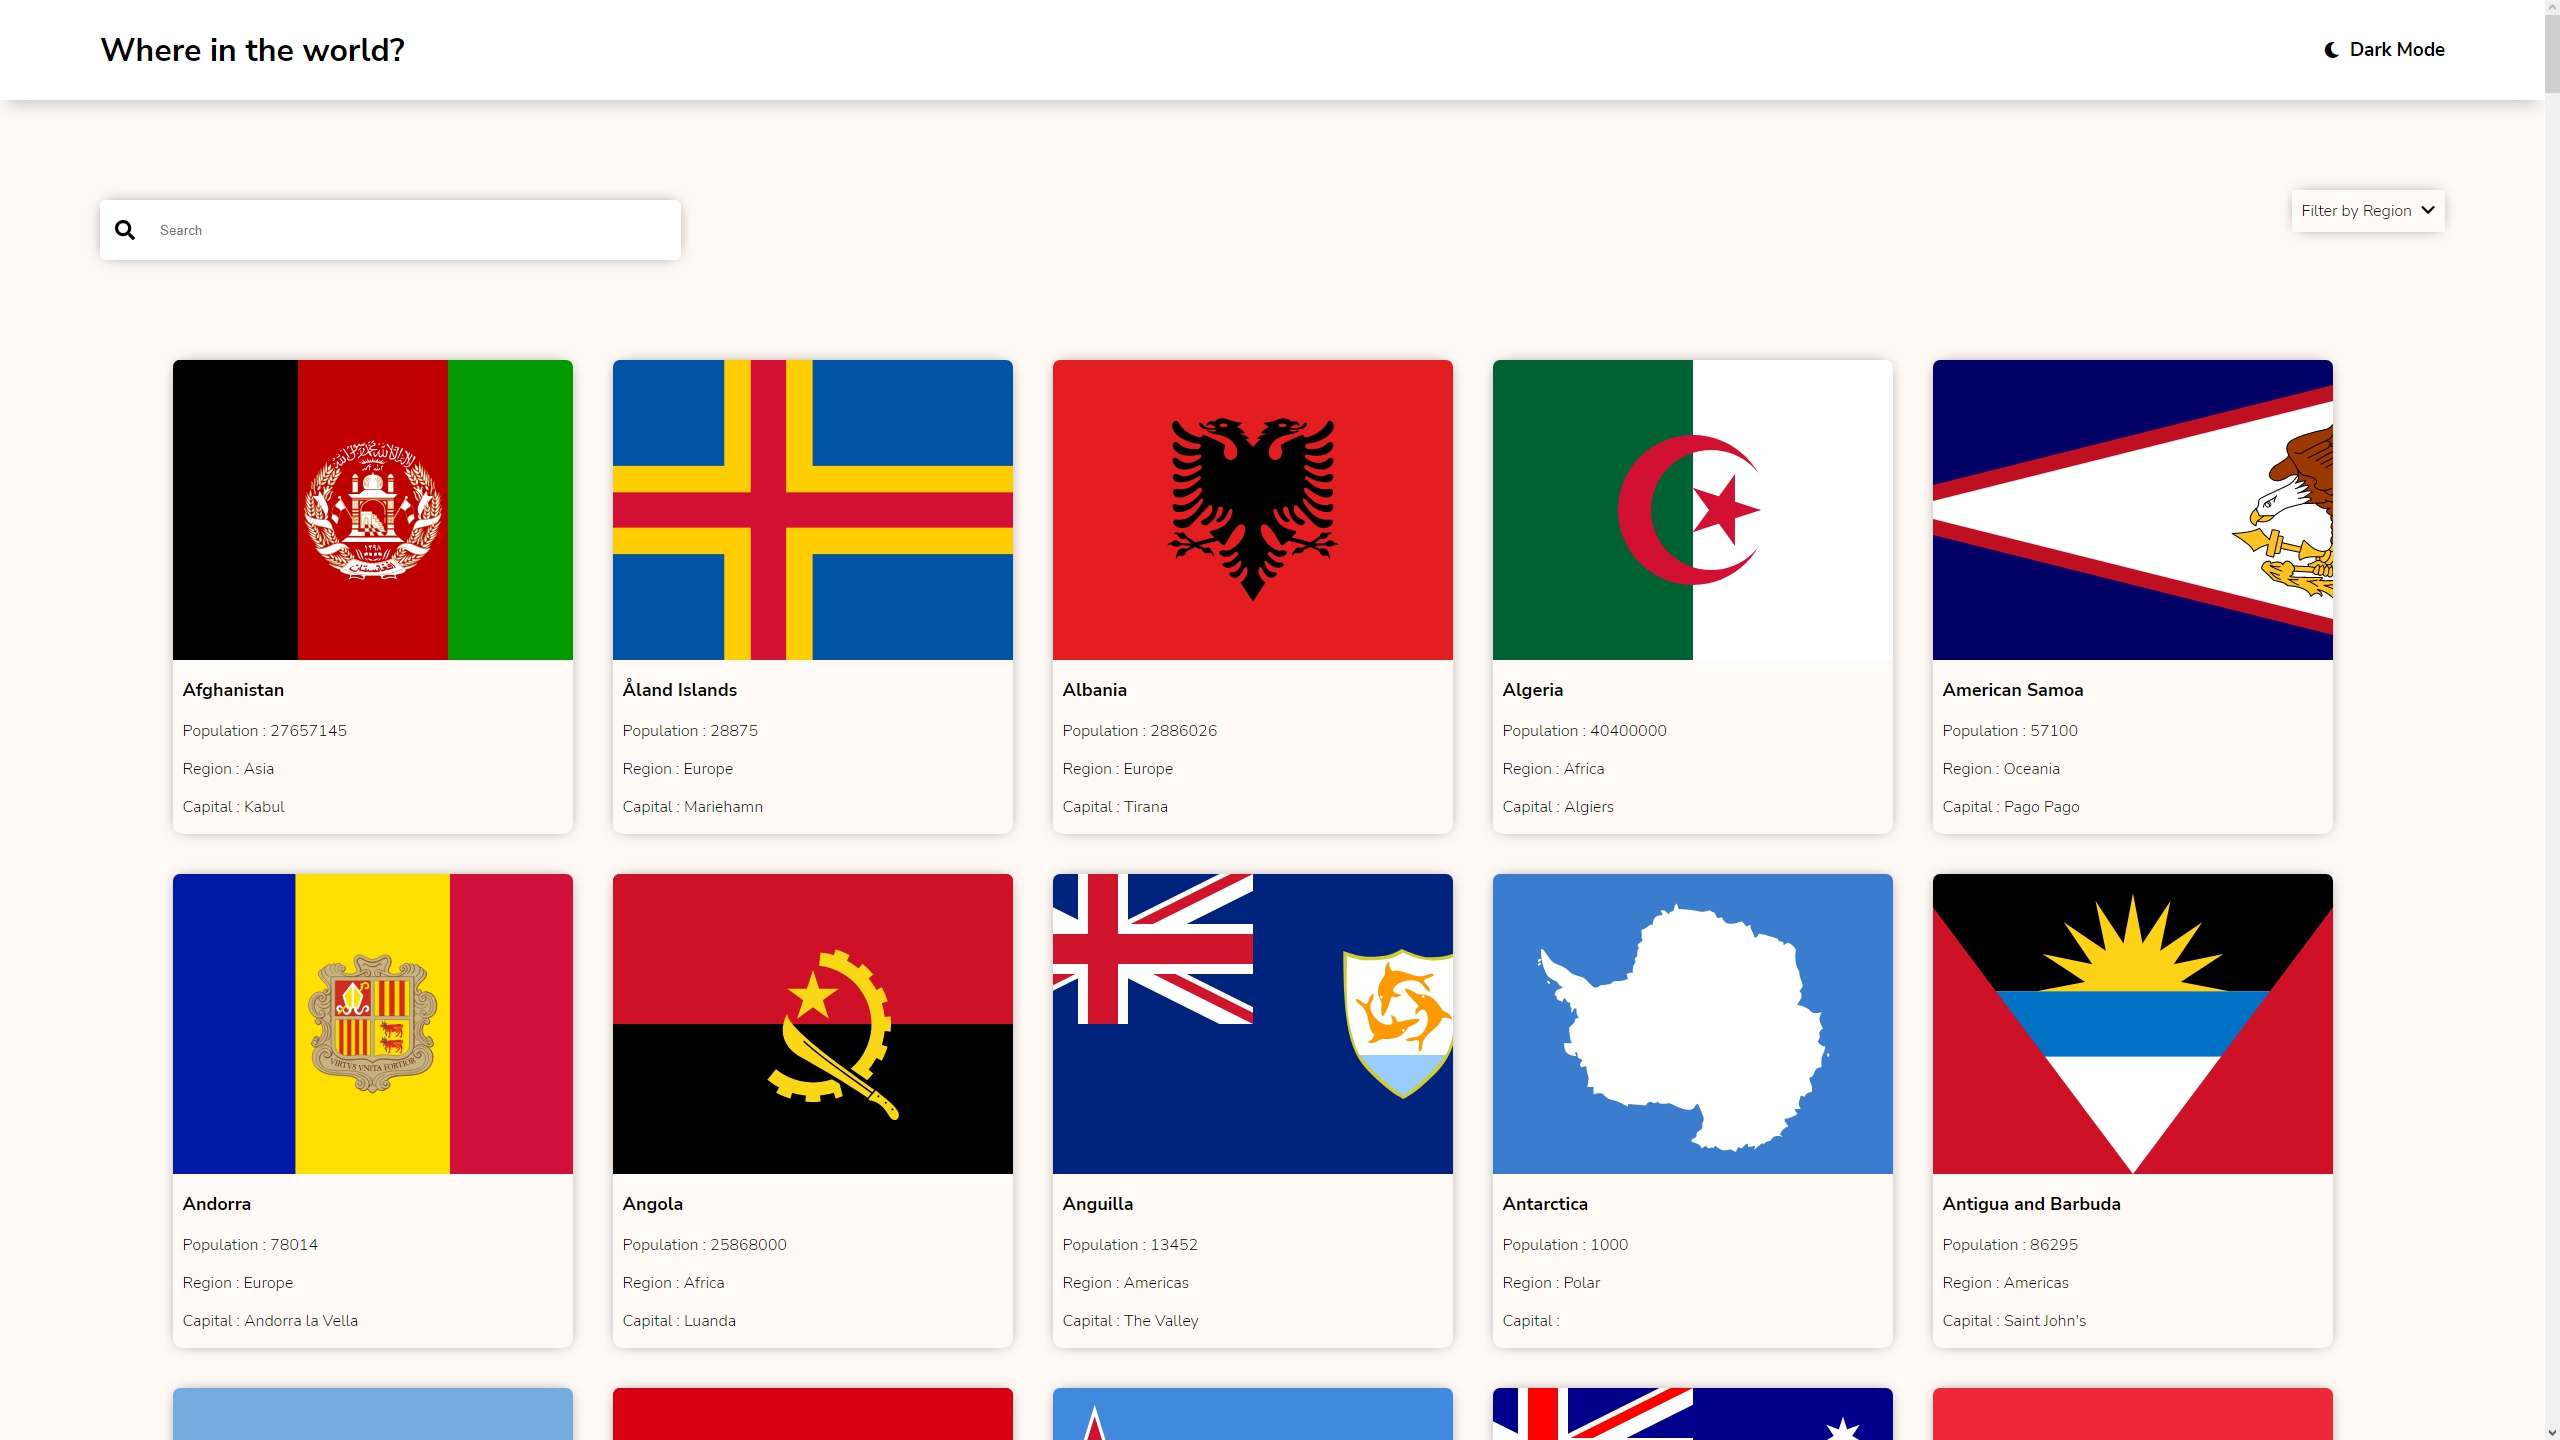 Where in the world?
Dark Mode
Search
Filter by Region
Afghanistan
Population : 27657145
Region : Asia
Capital : Kabul
Åland Islands
Population : 28875
Region : Europe
Capital : Mariehamn
Albania
Population : 2886026
Region : Europe
Capital : Tirana
Algeria
Population : 40400000
Region : Africa
Capital : Algiers
American Samoa
Population : 57100
Region : Oceania
Capital : Pago Pago
VIRTVS VNITA FORTIOR
Andorra
Population : 78014
Region : Europe
Capital : Andorra la Vella
Angola
Population : 25868000
Region : Africa
Capital : Luanda
Anguilla
Population : 13452
Region : Americas
Capital : The Valley
Antarctica
Population : 1000
Region : Polar
Capital :
Antigua and Barbuda
Population : 86295
Region : Americas
Capital : Saint John's